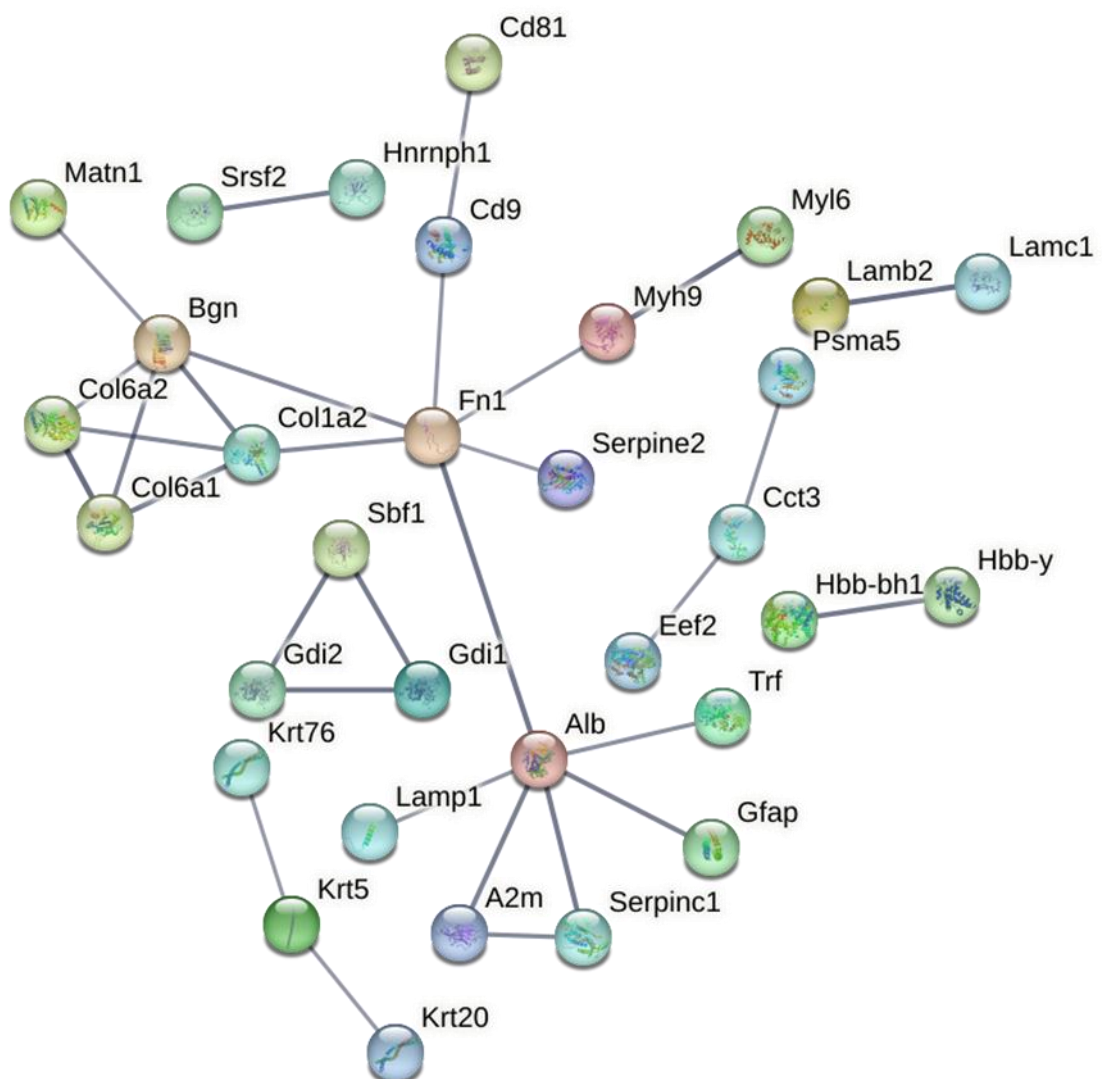 Cd81
Hnrnph1
Matn1
Srsf2
Myl6
Cd9
Lamc1
Lamb2
Myh9
Bgn
Psma5
Col6a2
Fn1
Col1a2
Serpine2
Col6a1
Cct3
Sbf1
Hbb-y
Hbb-bh1
Eef2
Gdi2
Gdi1
Trf
Alb
Krt76
Lamp1
Gfap
Krt5
A2m
Serpinc1
Krt20